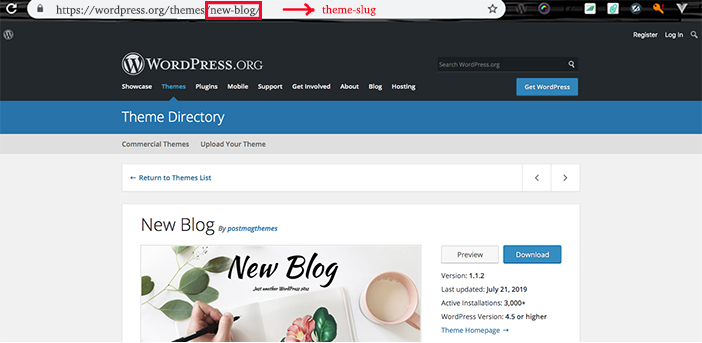 https://wordpress.org/themes/new-blog/ theme-slug
Register Log In
WORDPRESS.ORG
Search WordPress.org
Showcase Themes Plugins Mobile Support Get Involved About Blog Hosting
Get WordPress
Theme Directory
Commercial Themes Upload Your Theme
← Return to Themes List
New Blog By postmagthemes
Preview Download
New Blog
Just another WordPress sites
Version: 1.1.2
Last updated: July 21, 2019
Active Installations: 3,000+
WordPress Version: 4.5 or higher
Theme Homepage →